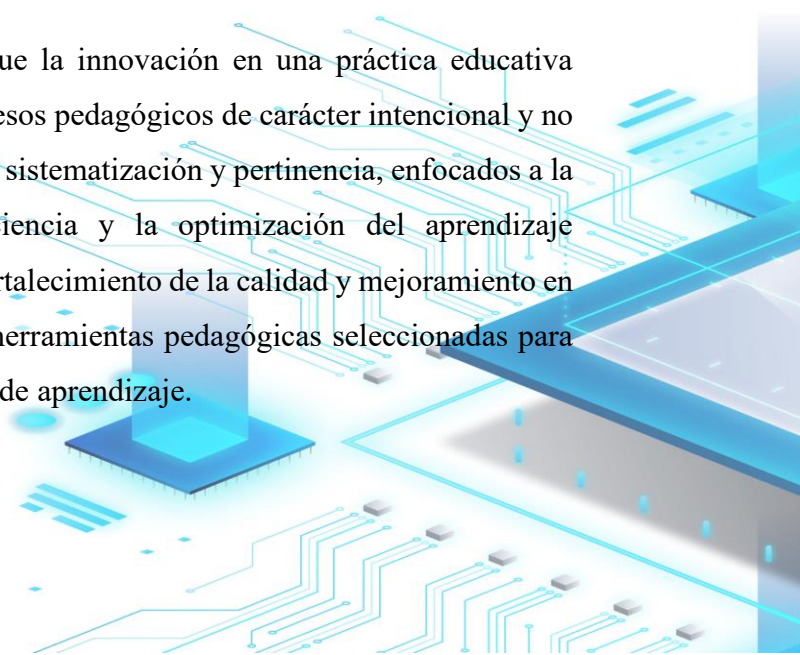 ue la innovación en una práctica educativa
esos pedagógicos de carácter intencional y no
sistematización y pertinencia, enfocados a la
iencia y la optimización del aprendizaje
rtalecimiento de la calidad y mejoramiento en
herramientas pedagógicas seleccionadas para
de aprendizaje.